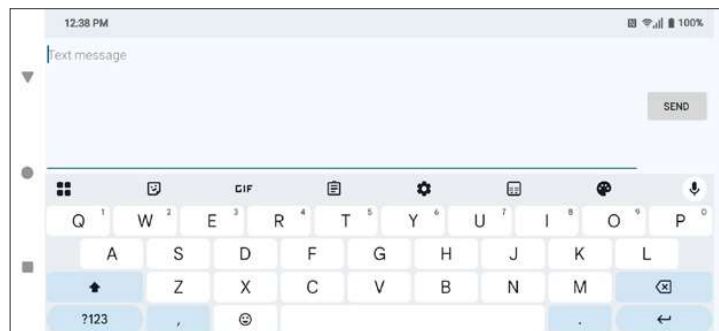 12:38 PM 100%
Text message
SEND
GIF
Q 1 W 2 E 3 R 4 T 5 Y 6 U 7 I 8 O 9 P 0
A S D F G H J K L
Z X C V B N M
?123 , .